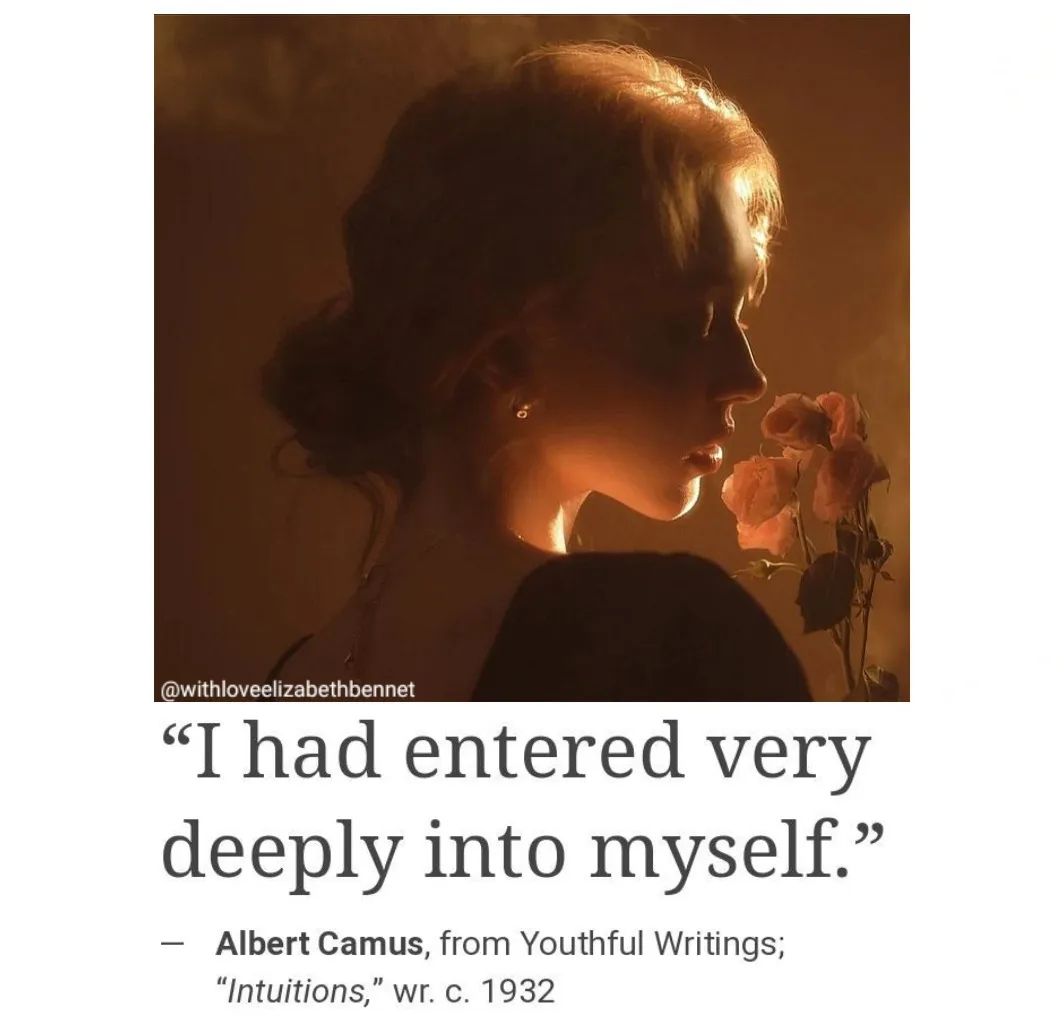 @withloveelizabethbennet
“I had entered very
deeply into myself.”
— Albert Camus, from Youthful Writings;
“Intuitions,” wr. c. 1932